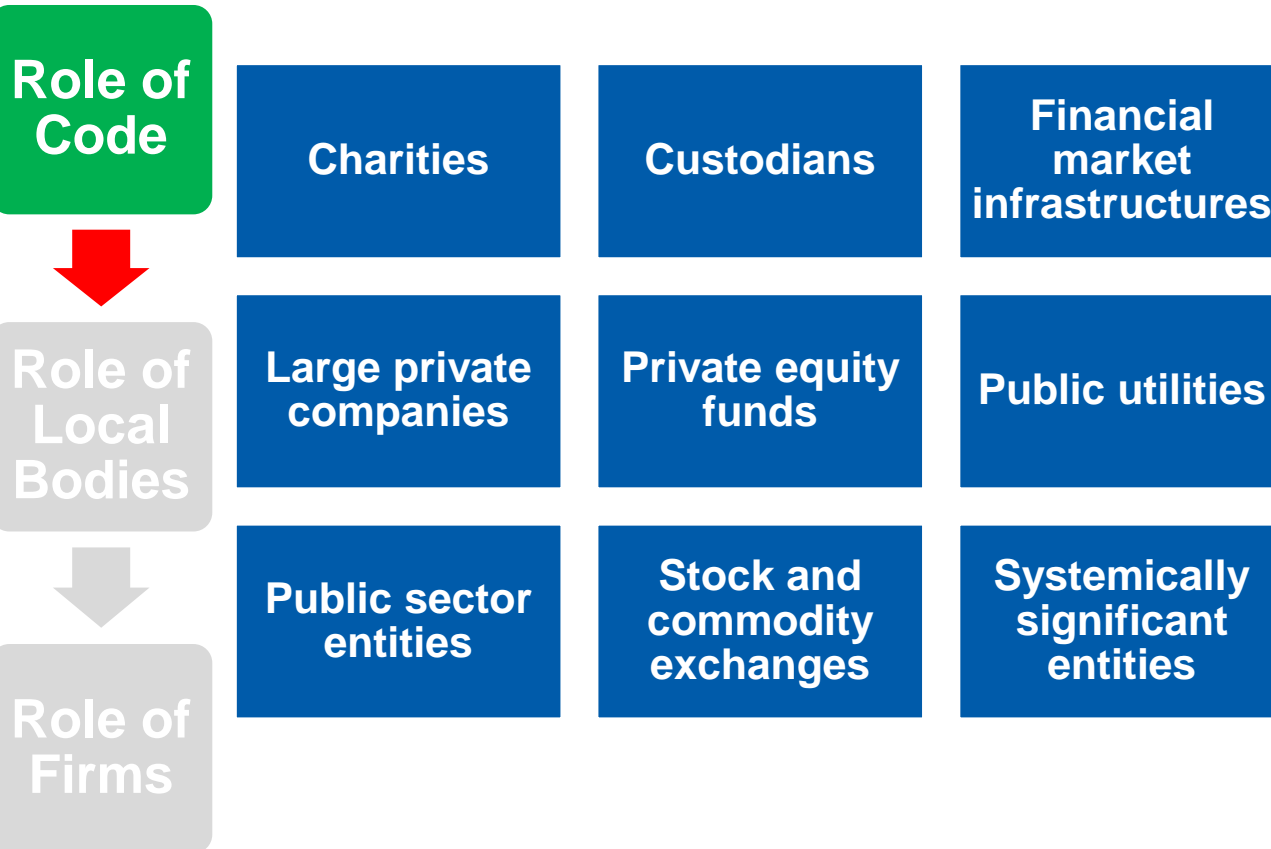 Role of
Code
Charities
Custodians
Financial
market
infrastructures
Role of
Local
Bodies
Large private
companies
Private equity
funds
Public utilities
Public sector
entities
Stock and
commodity
exchanges
Systemically
significant
entities
Role of
Firms